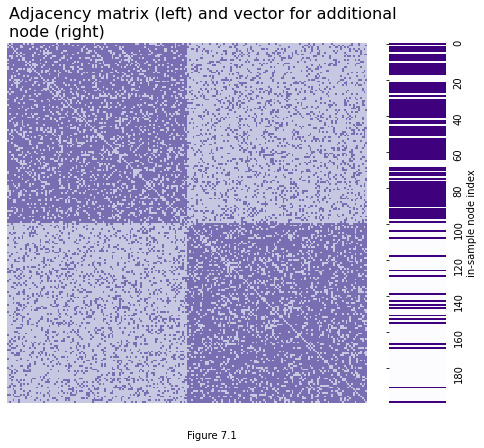 Adjacency matrix (left) and vector for additional
node (right)
0
20
40
60
80
100
120
140
160
180
in-sample node index
Figure 7.1